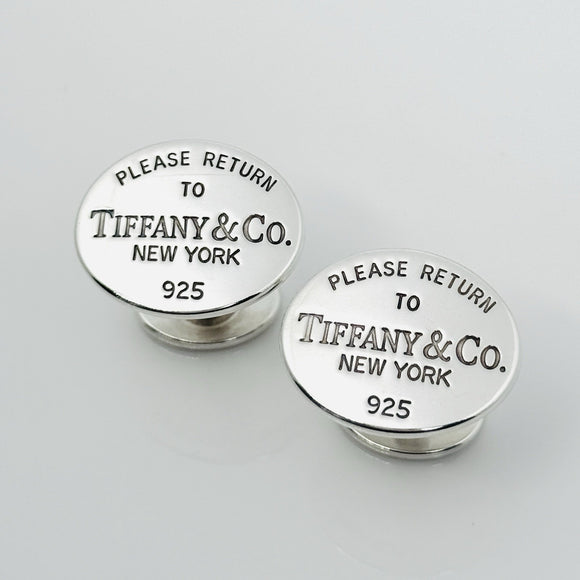 PLEASE RETURN
TO
TIFFANY & CO.
NEW YORK
925
PLEASE RETURN
TO
TIFFANY & CO.
NEW YORK
925